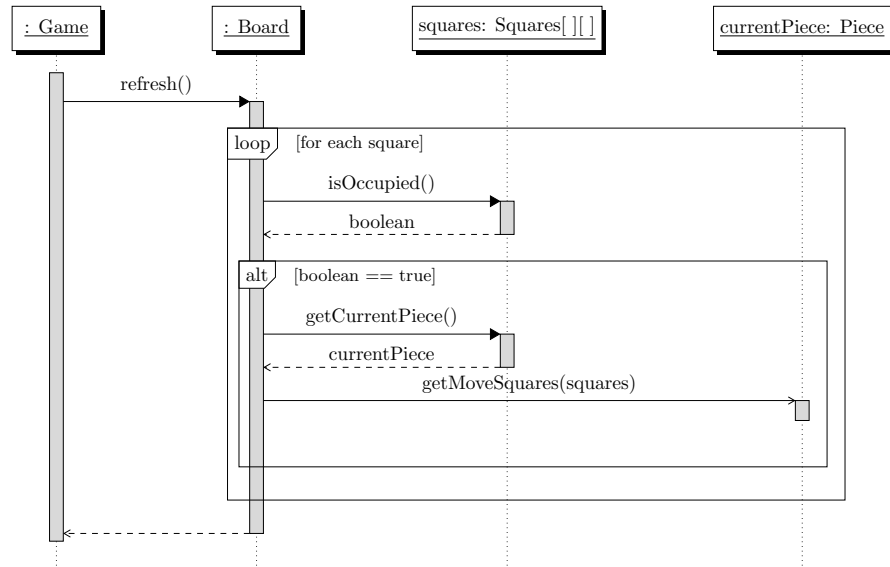 : Game
: Board
squares: Squares[ ][ ]
currentPiece: Piece
refresh()
loop
[for each square]
isOccupied()
boolean
alt
[boolean == true]
getCurrentPiece()
currentPiece
getMoveSquares(squares)